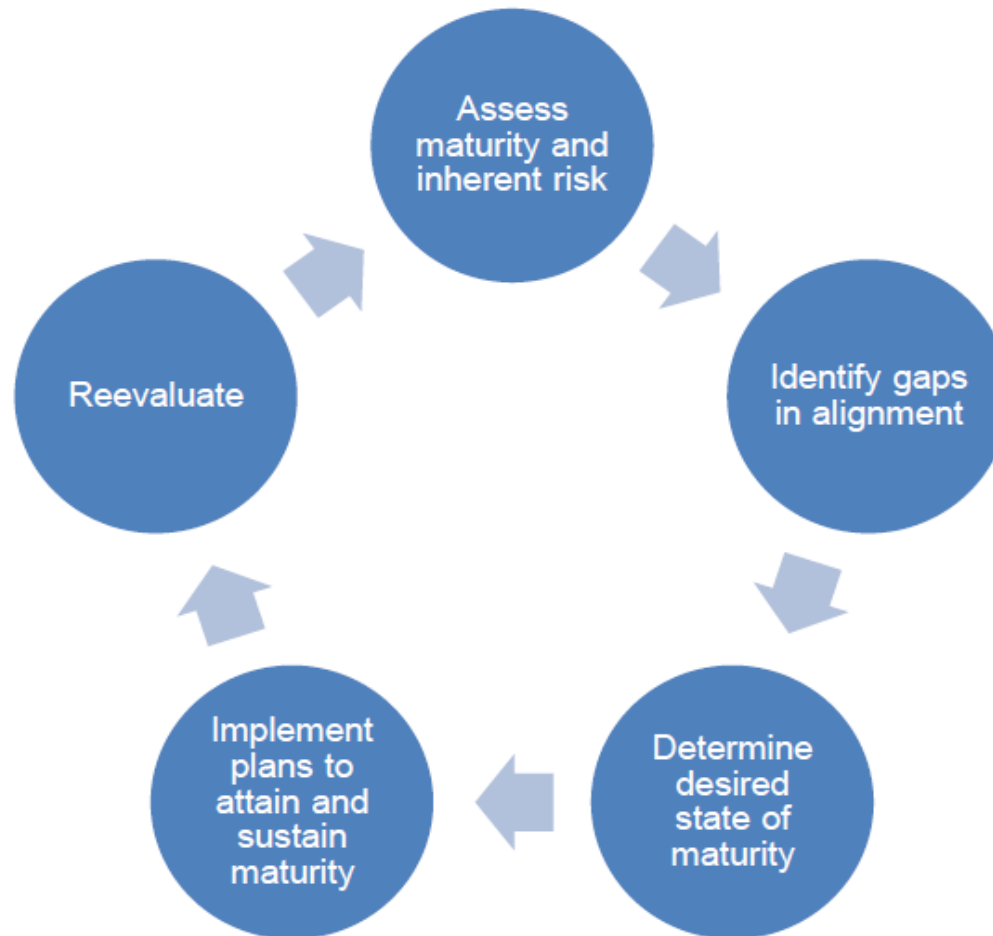 Assess
maturity and
inherent risk
Identify gaps
in alignment
Determine
desired
state of
maturity
Implement
plans to
attain and
sustain
maturity
Reevaluate